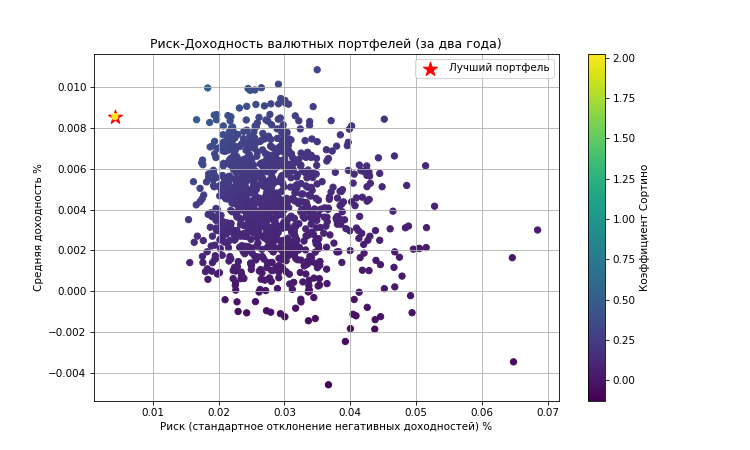 Риск-Доходность валютных портфелей (за два года)
Лучший портфель
Средняя доходность %
0.010
0.008
0.006
0.004
0.002
0.000
−0.002
−0.004
0.01 0.02 0.03 0.04 0.05 0.06 0.07
Риск (стандартное отклонение негативных доходностей) %
2.00
1.75
1.50
1.25
1.00
0.75
0.50
0.25
0.00
Коэффициент Сортино